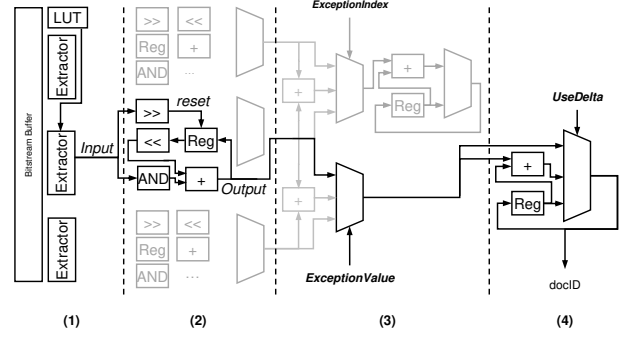 ExceptionIndex
LUT
>> <<
Reg +
AND ...
Extractor
+
+
Reg
Bitstream Buffer
Extractor
Input
>>
reset
<<
Reg
AND
+
Output
UseDelta
+
Reg
+
>> <<
Reg +
AND ...
Extractor
ExceptionValue
docID
(1) (2) (3) (4)